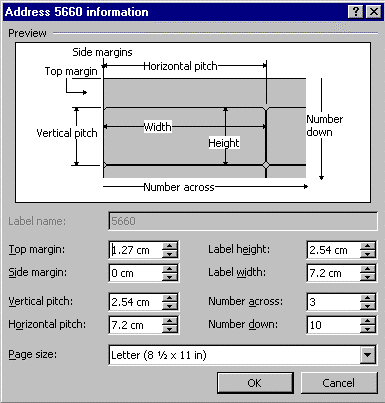 Address 5660 information
Preview
Side margins
Horizontal pitch
Top margin
Vertical pitch
Width
Height
Number down
Number across
Label name: 5660
Top margin: 1.27 cm Label height: 2.54 cm
Side margin: 0 cm Label width: 7.2 cm
Vertical pitch: 2.54 cm Number across: 3
Horizontal pitch: 7.2 cm Number down: 10
Page size: Letter (8 ½ x 11 in)
OK Cancel